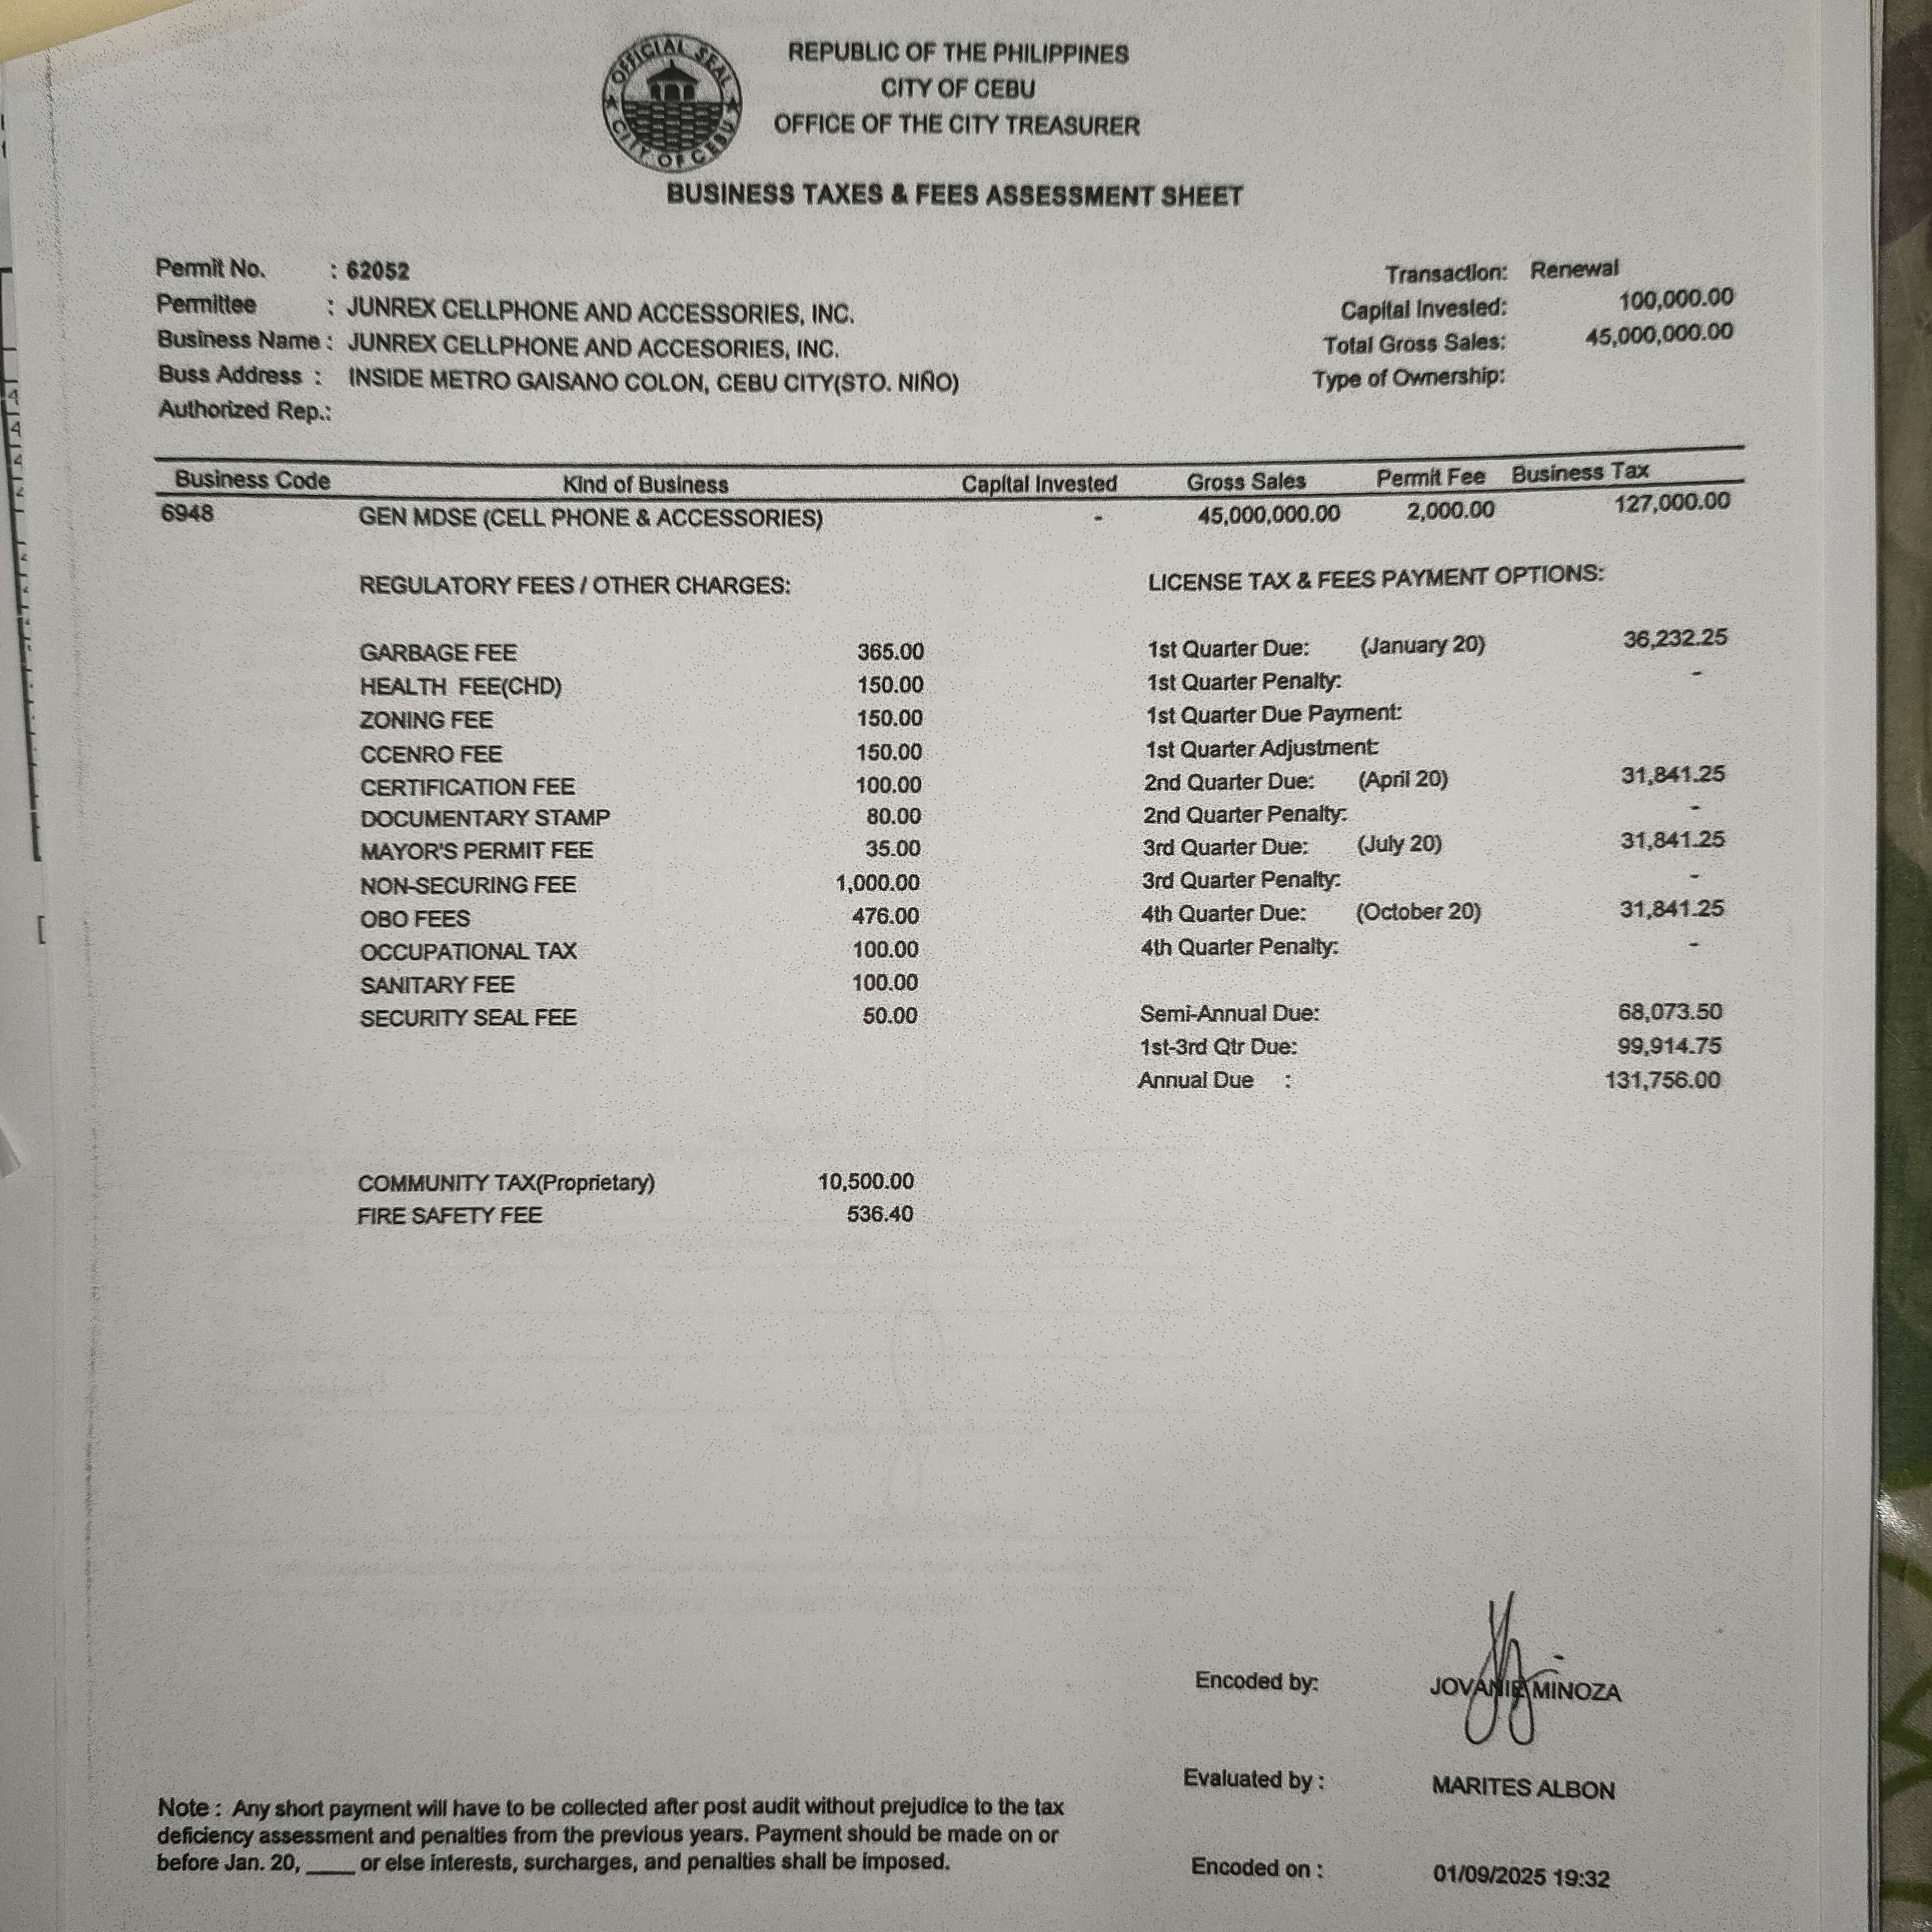 OFFICIAL SEAL
CITY OF CEBU
REPUBLIC OF THE PHILIPPINES
CITY OF CEBU
OFFICE OF THE CITY TREASURER
BUSINESS TAXES & FEES ASSESSMENT SHEET
Permit No. : 62052
Transaction: Renewal
Permittee : JUNREX CELLPHONE AND ACCESSORIES, INC.
Capital Invested: 100,000.00
Business Name : JUNREX CELLPHONE AND ACCESORIES, INC.
Total Gross Sales: 45,000,000.00
Buss Address : INSIDE METRO GAISANO COLON, CEBU CITY(STO. NIÑO)
Type of Ownership:
Authorized Rep.:
Business Code Kind of Business Capital Invested Gross Sales Permit Fee Business Tax
6948 GEN MDSE (CELL PHONE & ACCESSORIES) - 45,000,000.00 2,000.00 127,000.00
REGULATORY FEES / OTHER CHARGES:
GARBAGE FEE 365.00
HEALTH FEE(CHD) 150.00
ZONING FEE 150.00
CCENRO FEE 150.00
CERTIFICATION FEE 100.00
DOCUMENTARY STAMP 80.00
MAYOR'S PERMIT FEE 35.00
NON-SECURING FEE 1,000.00
OBO FEES 476.00
OCCUPATIONAL TAX 100.00
SANITARY FEE 100.00
SECURITY SEAL FEE 50.00
COMMUNITY TAX(Proprietary) 10,500.00
FIRE SAFETY FEE 536.40
LICENSE TAX & FEES PAYMENT OPTIONS:
1st Quarter Due: (January 20) 36,232.25
1st Quarter Penalty: -
1st Quarter Due Payment:
1st Quarter Adjustment:
2nd Quarter Due: (April 20) 31,841.25
2nd Quarter Penalty: -
3rd Quarter Due: (July 20) 31,841.25
3rd Quarter Penalty: -
4th Quarter Due: (October 20) 31,841.25
4th Quarter Penalty: -
Semi-Annual Due: 68,073.50
1st-3rd Qtr Due: 99,914.75
Annual Due : 131,756.00
Encoded by: JOVANIE MINOZA
Evaluated by : MARITES ALBON
Encoded on : 01/09/2025 19:32
Note : Any short payment will have to be collected after post audit without prejudice to the tax
deficiency assessment and penalties from the previous years. Payment should be made on or
before Jan. 20, ____ or else interests, surcharges, and penalties shall be imposed.